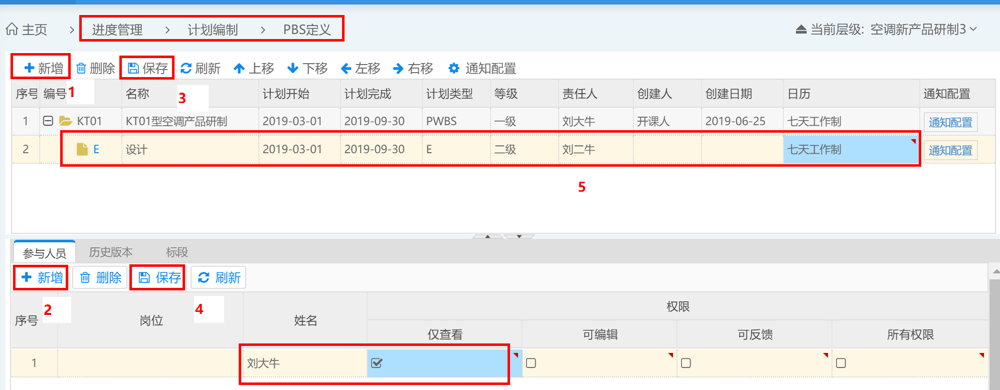 主页 > 进度管理 > 计划编制 > PBS定义 当前层级: 空调新产品研制3
新增 删除 保存 刷新 上移 下移 左移 右移 通知配置
序号 编号 1 名称 3 计划开始 计划完成 计划类型 等级 责任人 创建人 创建日期 日历 通知配置
1 KT01 KT01型空调产品研制 2019-03-01 2019-09-30 PWBS 一级 刘大牛 开课人 2019-06-25 七天工作制 通知配置
2 E 设计 2019-03-01 2019-09-30 E 二级 刘二牛 七天工作制 通知配置
5
参与人员 历史版本 标段
新增 删除 保存 刷新
2 4 权限
序号 岗位 姓名
仅查看 可编辑 可反馈 所有权限
1 刘大牛